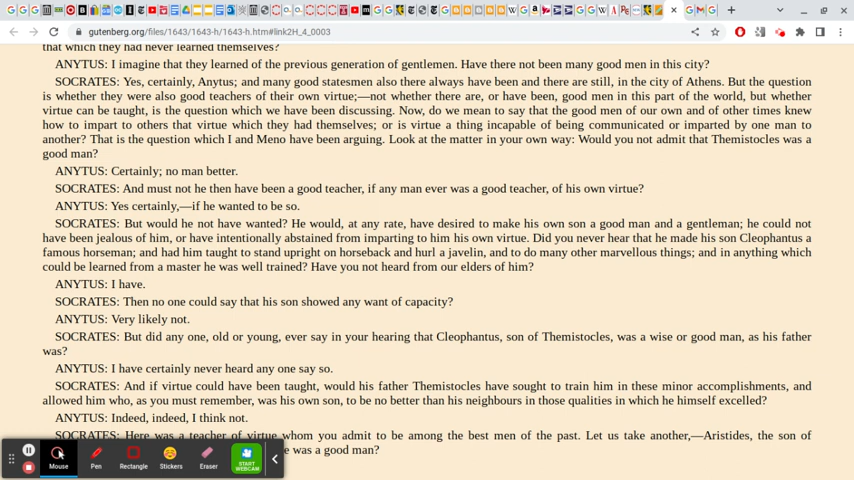 gutenberg.org/files/1643/1643-h/1643-h.htm#link2H_4_0003
that which they had never learned themselves?
ANYTUS: I imagine that they learned of the previous generation of gentlemen. Have there not been many good men in this city?
SOCRATES: Yes, certainly, Anytus; and many good statesmen also there always have been and there are still, in the city of Athens. But the question
is whether they were also good teachers of their own virtue;—not whether there are, or have been, good men in this part of the world, but whether
virtue can be taught, is the question which we have been discussing. Now, do we mean to say that the good men of our own and of other times knew
how to impart to others that virtue which they had themselves; or is virtue a thing incapable of being communicated or imparted by one man to
another? That is the question which I and Meno have been arguing. Look at the matter in your own way: Would you not admit that Themistocles was a
good man?
ANYTUS: Certainly; no man better.
SOCRATES: And must not he then have been a good teacher, if any man ever was a good teacher, of his own virtue?
ANYTUS: Yes certainly,—if he wanted to be so.
SOCRATES: But would he not have wanted? He would, at any rate, have desired to make his own son a good man and a gentleman; he could not
have been jealous of him, or have intentionally abstained from imparting to him his own virtue. Did you never hear that he made his son Cleophantus a
famous horseman; and had him taught to stand upright on horseback and hurl a javelin, and to do many other marvellous things; and in anything which
could be learned from a master he was well trained? Have you not heard from our elders of him?
ANYTUS: I have.
SOCRATES: Then no one could say that his son showed any want of capacity?
ANYTUS: Very likely not.
SOCRATES: But did any one, old or young, ever say in your hearing that Cleophantus, son of Themistocles, was a wise or good man, as his father
was?
ANYTUS: I have certainly never heard any one say so.
SOCRATES: And if virtue could have been taught, would his father Themistocles have sought to train him in these minor accomplishments, and
allowed him who, as you must remember, was his own son, to be no better than his neighbours in those qualities in which he himself excelled?
ANYTUS: Indeed, indeed, I think not.
SOCRATES: Here was a teacher of virtue whom you admit to be among the best men of the past. Let us take another,—Aristides, the son of
e was a good man?
Mouse
Pen
Rectangle
Stickers
Eraser
START
WEBCAM